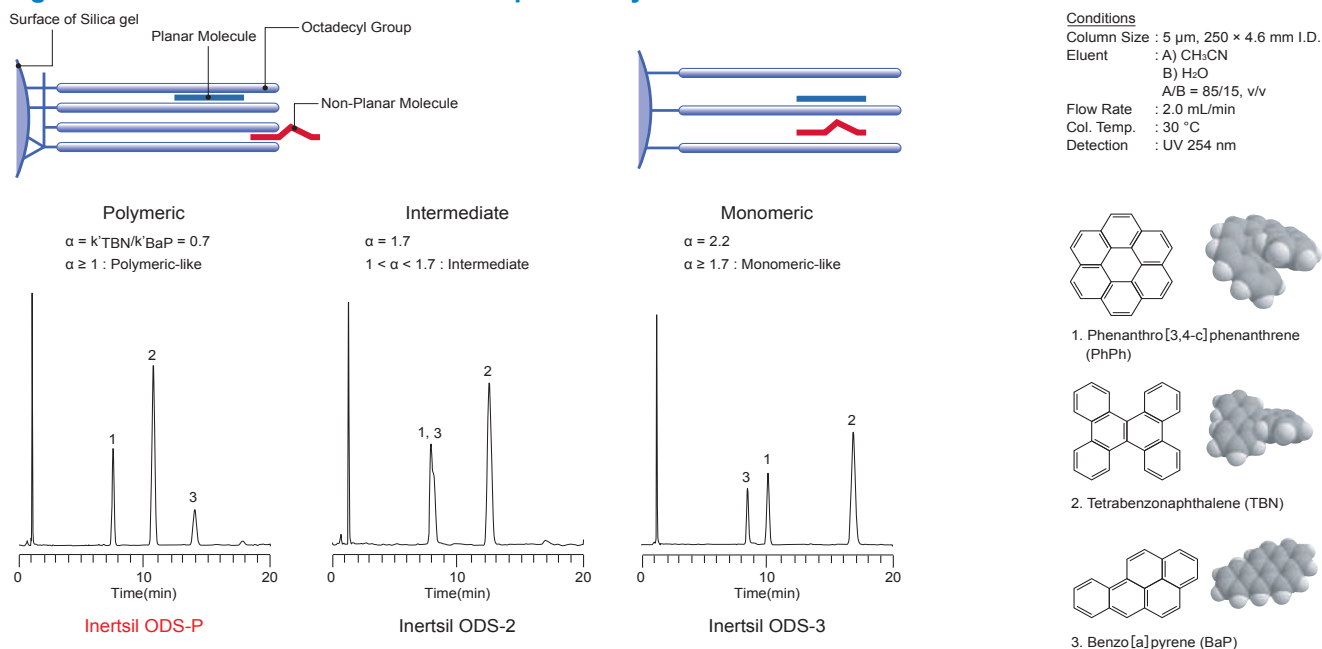 Surface of Silica gel
Planar Molecule
Octadecyl Group
Non-Planar Molecule
Polymeric
α = k'TBN/k'BaP = 0.7
α ≥ 1 : Polymeric-like
Intermediate
α = 1.7
1 < α < 1.7 : Intermediate
Monomeric
α = 2.2
α ≥ 1.7 : Monomeric-like
1
2
3
0
10
20
Time(min)
Inertsil ODS-P
1, 3
2
0
10
20
Time(min)
Inertsil ODS-2
3
1
2
0
10
20
Time(min)
Inertsil ODS-3
Conditions
Column Size : 5 μm, 250 × 4.6 mm I.D.
Eluent : A) CH₃CN
B) H₂O
A/B = 85/15, v/v
Flow Rate : 2.0 mL/min
Col. Temp. : 30 °C
Detection : UV 254 nm
1. Phenanthro[3,4-c]phenanthrene
(PhPh)
2. Tetrabenzonaphthalene (TBN)
3. Benzo[a]pyrene (BaP)